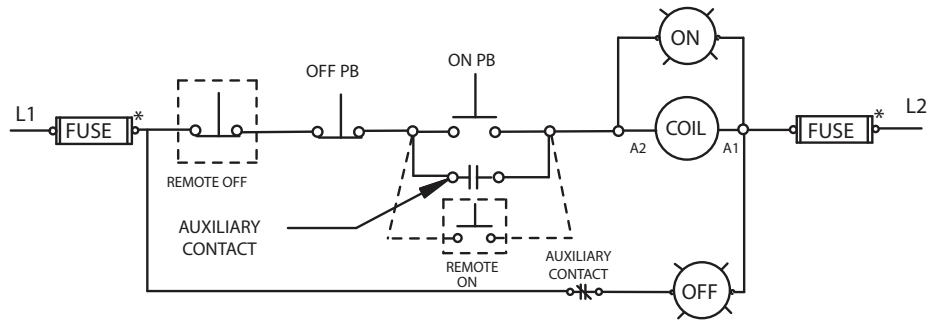 ON
OFF PB
ON PB
L1
FUSE
*
COIL
A2
A1
FUSE
*
L2
REMOTE OFF
AUXILIARY
CONTACT
REMOTE
ON
AUXILIARY
CONTACT
OFF